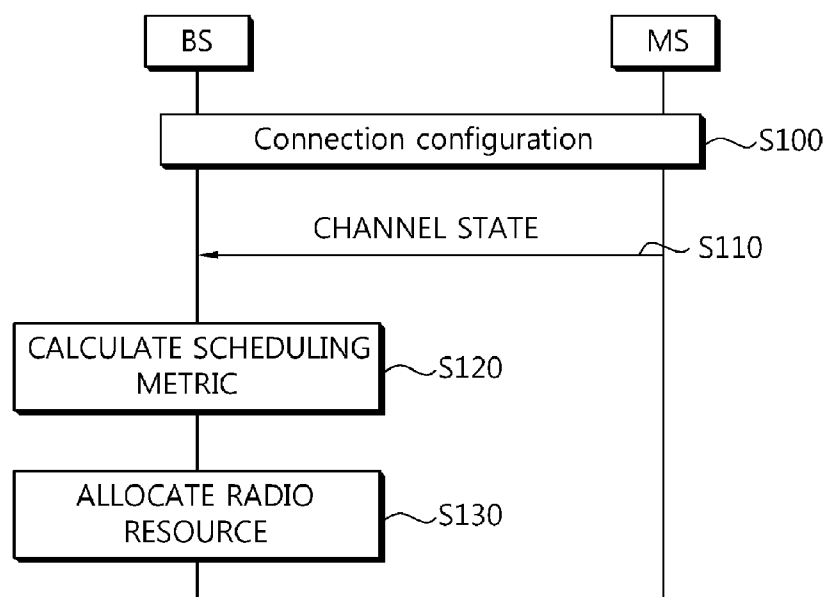 BS
MS
Connection configuration
S100
CHANNEL STATE
S110
CALCULATE SCHEDULING
METRIC
S120
ALLOCATE RADIO
RESOURCE
S130